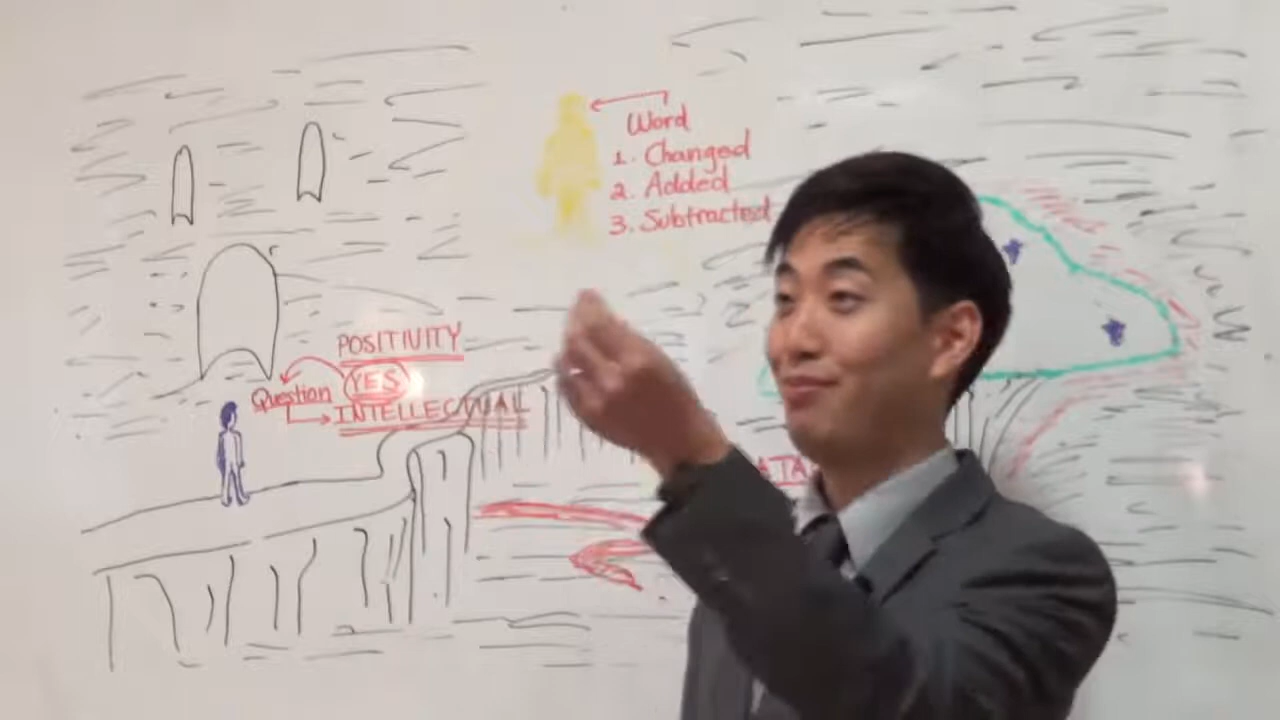 Word
1. Changed
2. Added
3. Subtracted
POSITIVITY
YES
Question
INTELLECTUAL